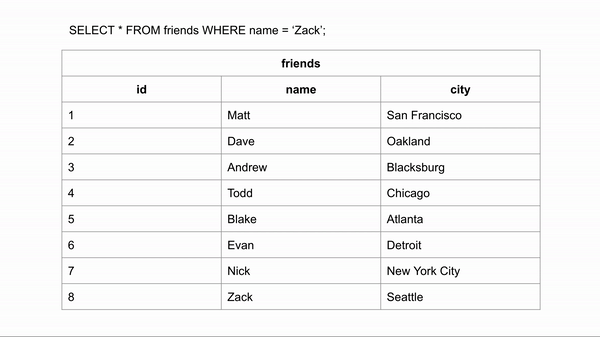 SELECT * FROM friends WHERE name = ‘Zack’;
friends
id name city
1 Matt San Francisco
2 Dave Oakland
3 Andrew Blacksburg
4 Todd Chicago
5 Blake Atlanta
6 Evan Detroit
7 Nick New York City
8 Zack Seattle